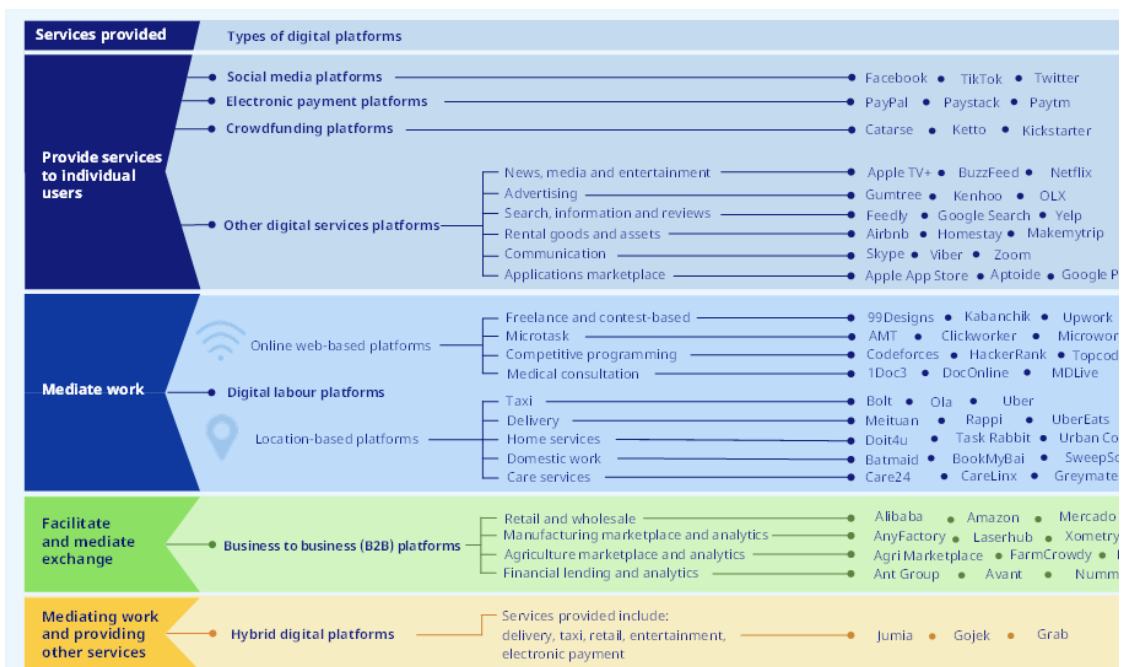 Services provided
Types of digital platforms
Provide services
to individual
users
Social media platforms
Facebook • TikTok • Twitter
Electronic payment platforms
PayPal • Paystack • Paytm
Crowdfunding platforms
Catarse • Ketto • Kickstarter
Other digital services platforms
News, media and entertainment
Apple TV+ • BuzzFeed • Netflix
Advertising
Gumtree • Kenhoo • OLX
Search, information and reviews
Feedly • Google Search • Yelp
Rental goods and assets
Airbnb • Homestay • Makemytrip
Communication
Skype • Viber • Zoom
Applications marketplace
Apple App Store • Aptoide • Google P
Mediate work
Digital labour platforms
Online web-based platforms
Freelance and contest-based
99Designs • Kabanchik • Upwork
Microtask
AMT • Clickworker • Microwor
Competitive programming
Codeforces • HackerRank • Topcod
Medical consultation
1Doc3 • DocOnline • MDLive
Location-based platforms
Taxi
Bolt • Ola • Uber
Delivery
Meituan • Rappi • UberEats
Home services
Doit4u • Task Rabbit • Urban Co
Domestic work
Batmaid • BookMyBai • SweepSo
Care services
Care24 • CareLinx • Greymate
Facilitate
and mediate
exchange
Business to business (B2B) platforms
Retail and wholesale
Alibaba • Amazon • Mercado
Manufacturing marketplace and analytics
AnyFactory • Laserhub • Xometry
Agriculture marketplace and analytics
Agri Marketplace • FarmCrowdy •
Financial lending and analytics
Ant Group • Avant • Numm
Mediating work
and providing
other services
Hybrid digital platforms
Services provided include:
delivery, taxi, retail, entertainment,
electronic payment
Jumia • Gojek • Grab